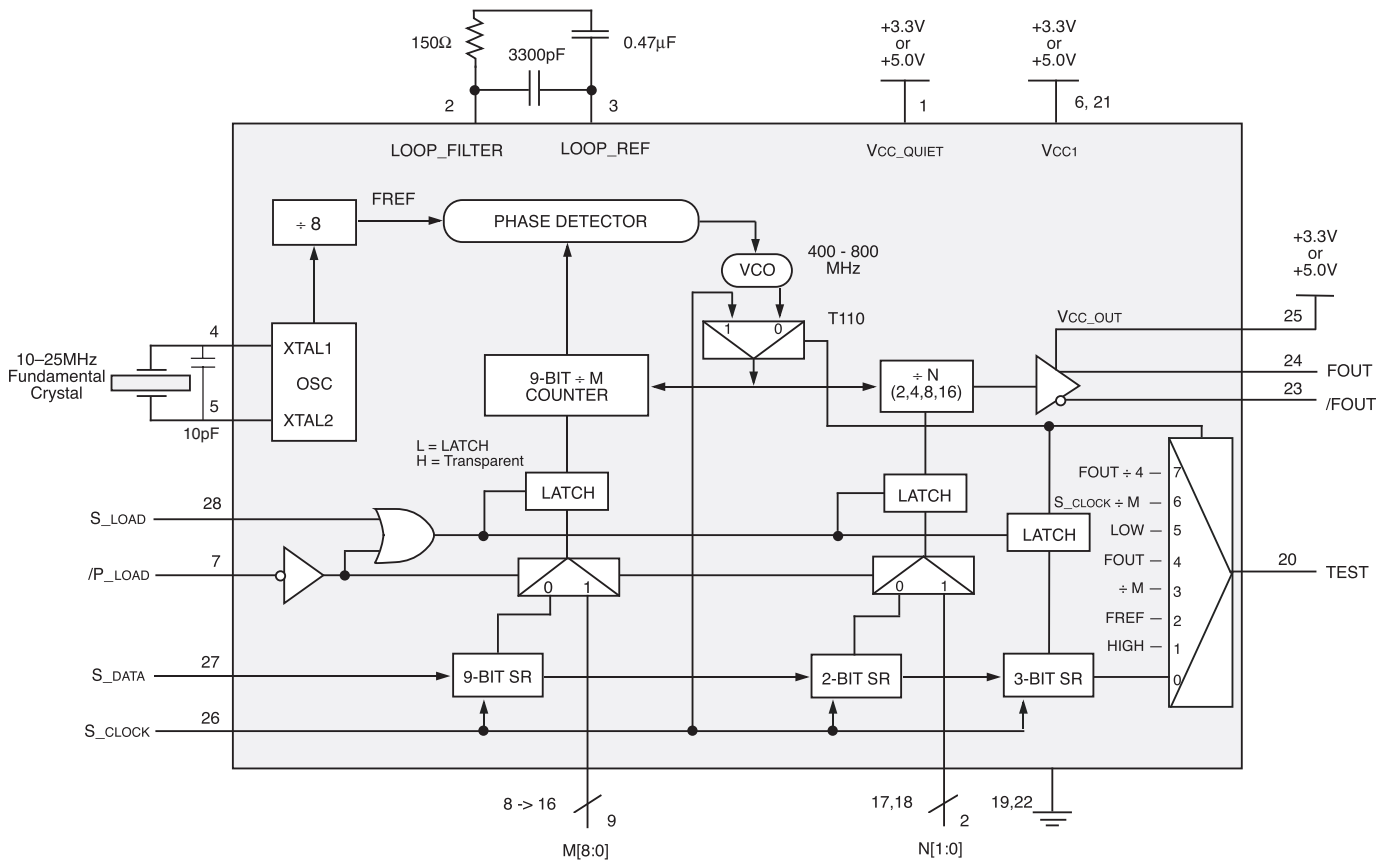 150Ω
3300pF
0.47μF
+3.3V
or
+5.0V
+3.3V
or
+5.0V
2
3
1
6, 21
LOOP_FILTER
LOOP_REF
VCC_QUIET
VCC1
÷ 8
FREF
PHASE DETECTOR
VCO
400 - 800
MHz
+3.3V
or
+5.0V
1
0
T110
VCC_OUT
25
24
FOUT
23
/FOUT
10–25MHz
Fundamental
Crystal
4
5
10pF
XTAL1
OSC
XTAL2
9-BIT ÷ M
COUNTER
÷ N
(2,4,8,16)
L = LATCH
H = Transparent
LATCH
LATCH
LATCH
FOUT ÷ 4
7
S_CLOCK ÷ M
6
LOW
5
FOUT
4
÷ M
3
FREF
2
HIGH
1
0
20
TEST
S_LOAD
28
/P_LOAD
7
0
1
0
1
S_DATA
27
9-BIT SR
2-BIT SR
3-BIT SR
S_CLOCK
26
8 -> 16
9
M[8:0]
17,18
2
N[1:0]
19,22